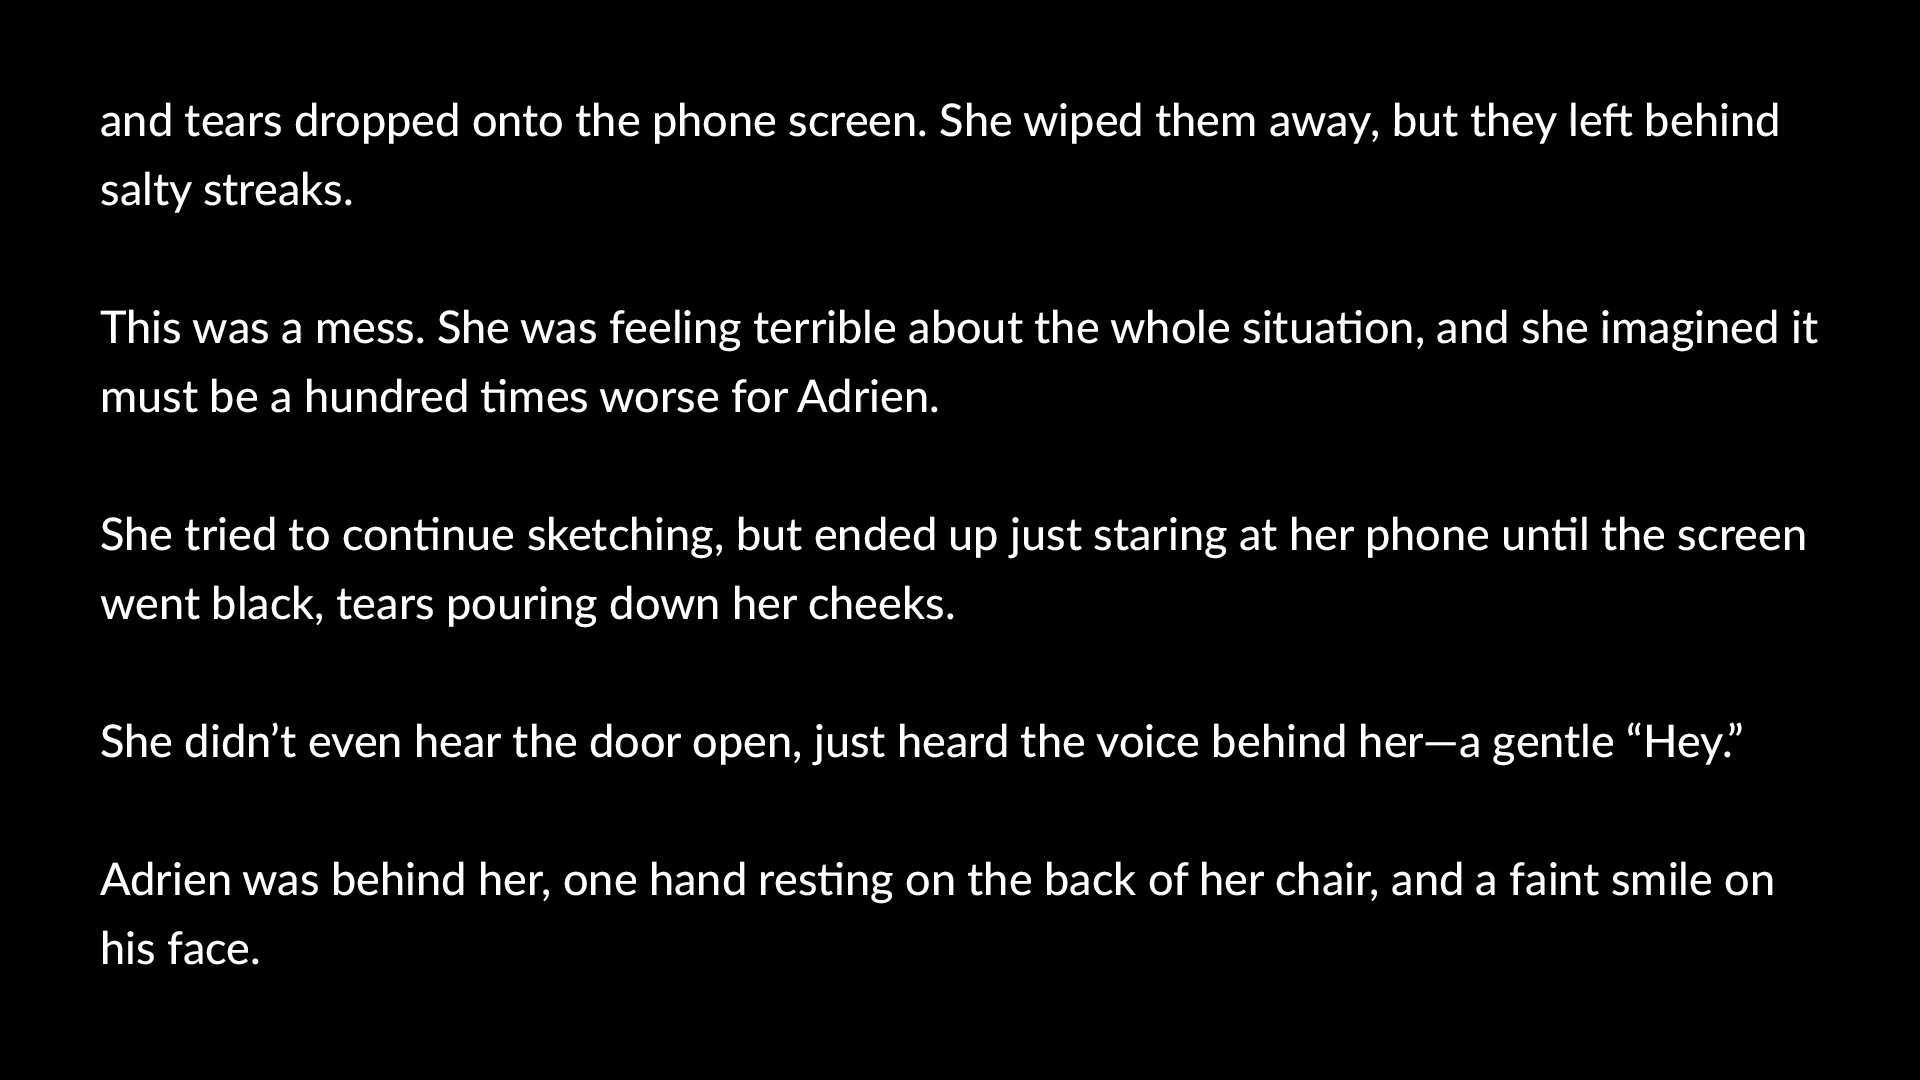 and tears dropped onto the phone screen. She wiped them away, but they left behind
salty streaks.
This was a mess. She was feeling terrible about the whole situation, and she imagined it
must be a hundred times worse for Adrien.
She tried to continue sketching, but ended up just staring at her phone until the screen
went black, tears pouring down her cheeks.
She didn’t even hear the door open, just heard the voice behind her—a gentle “Hey.”
Adrien was behind her, one hand resting on the back of her chair, and a faint smile on
his face.